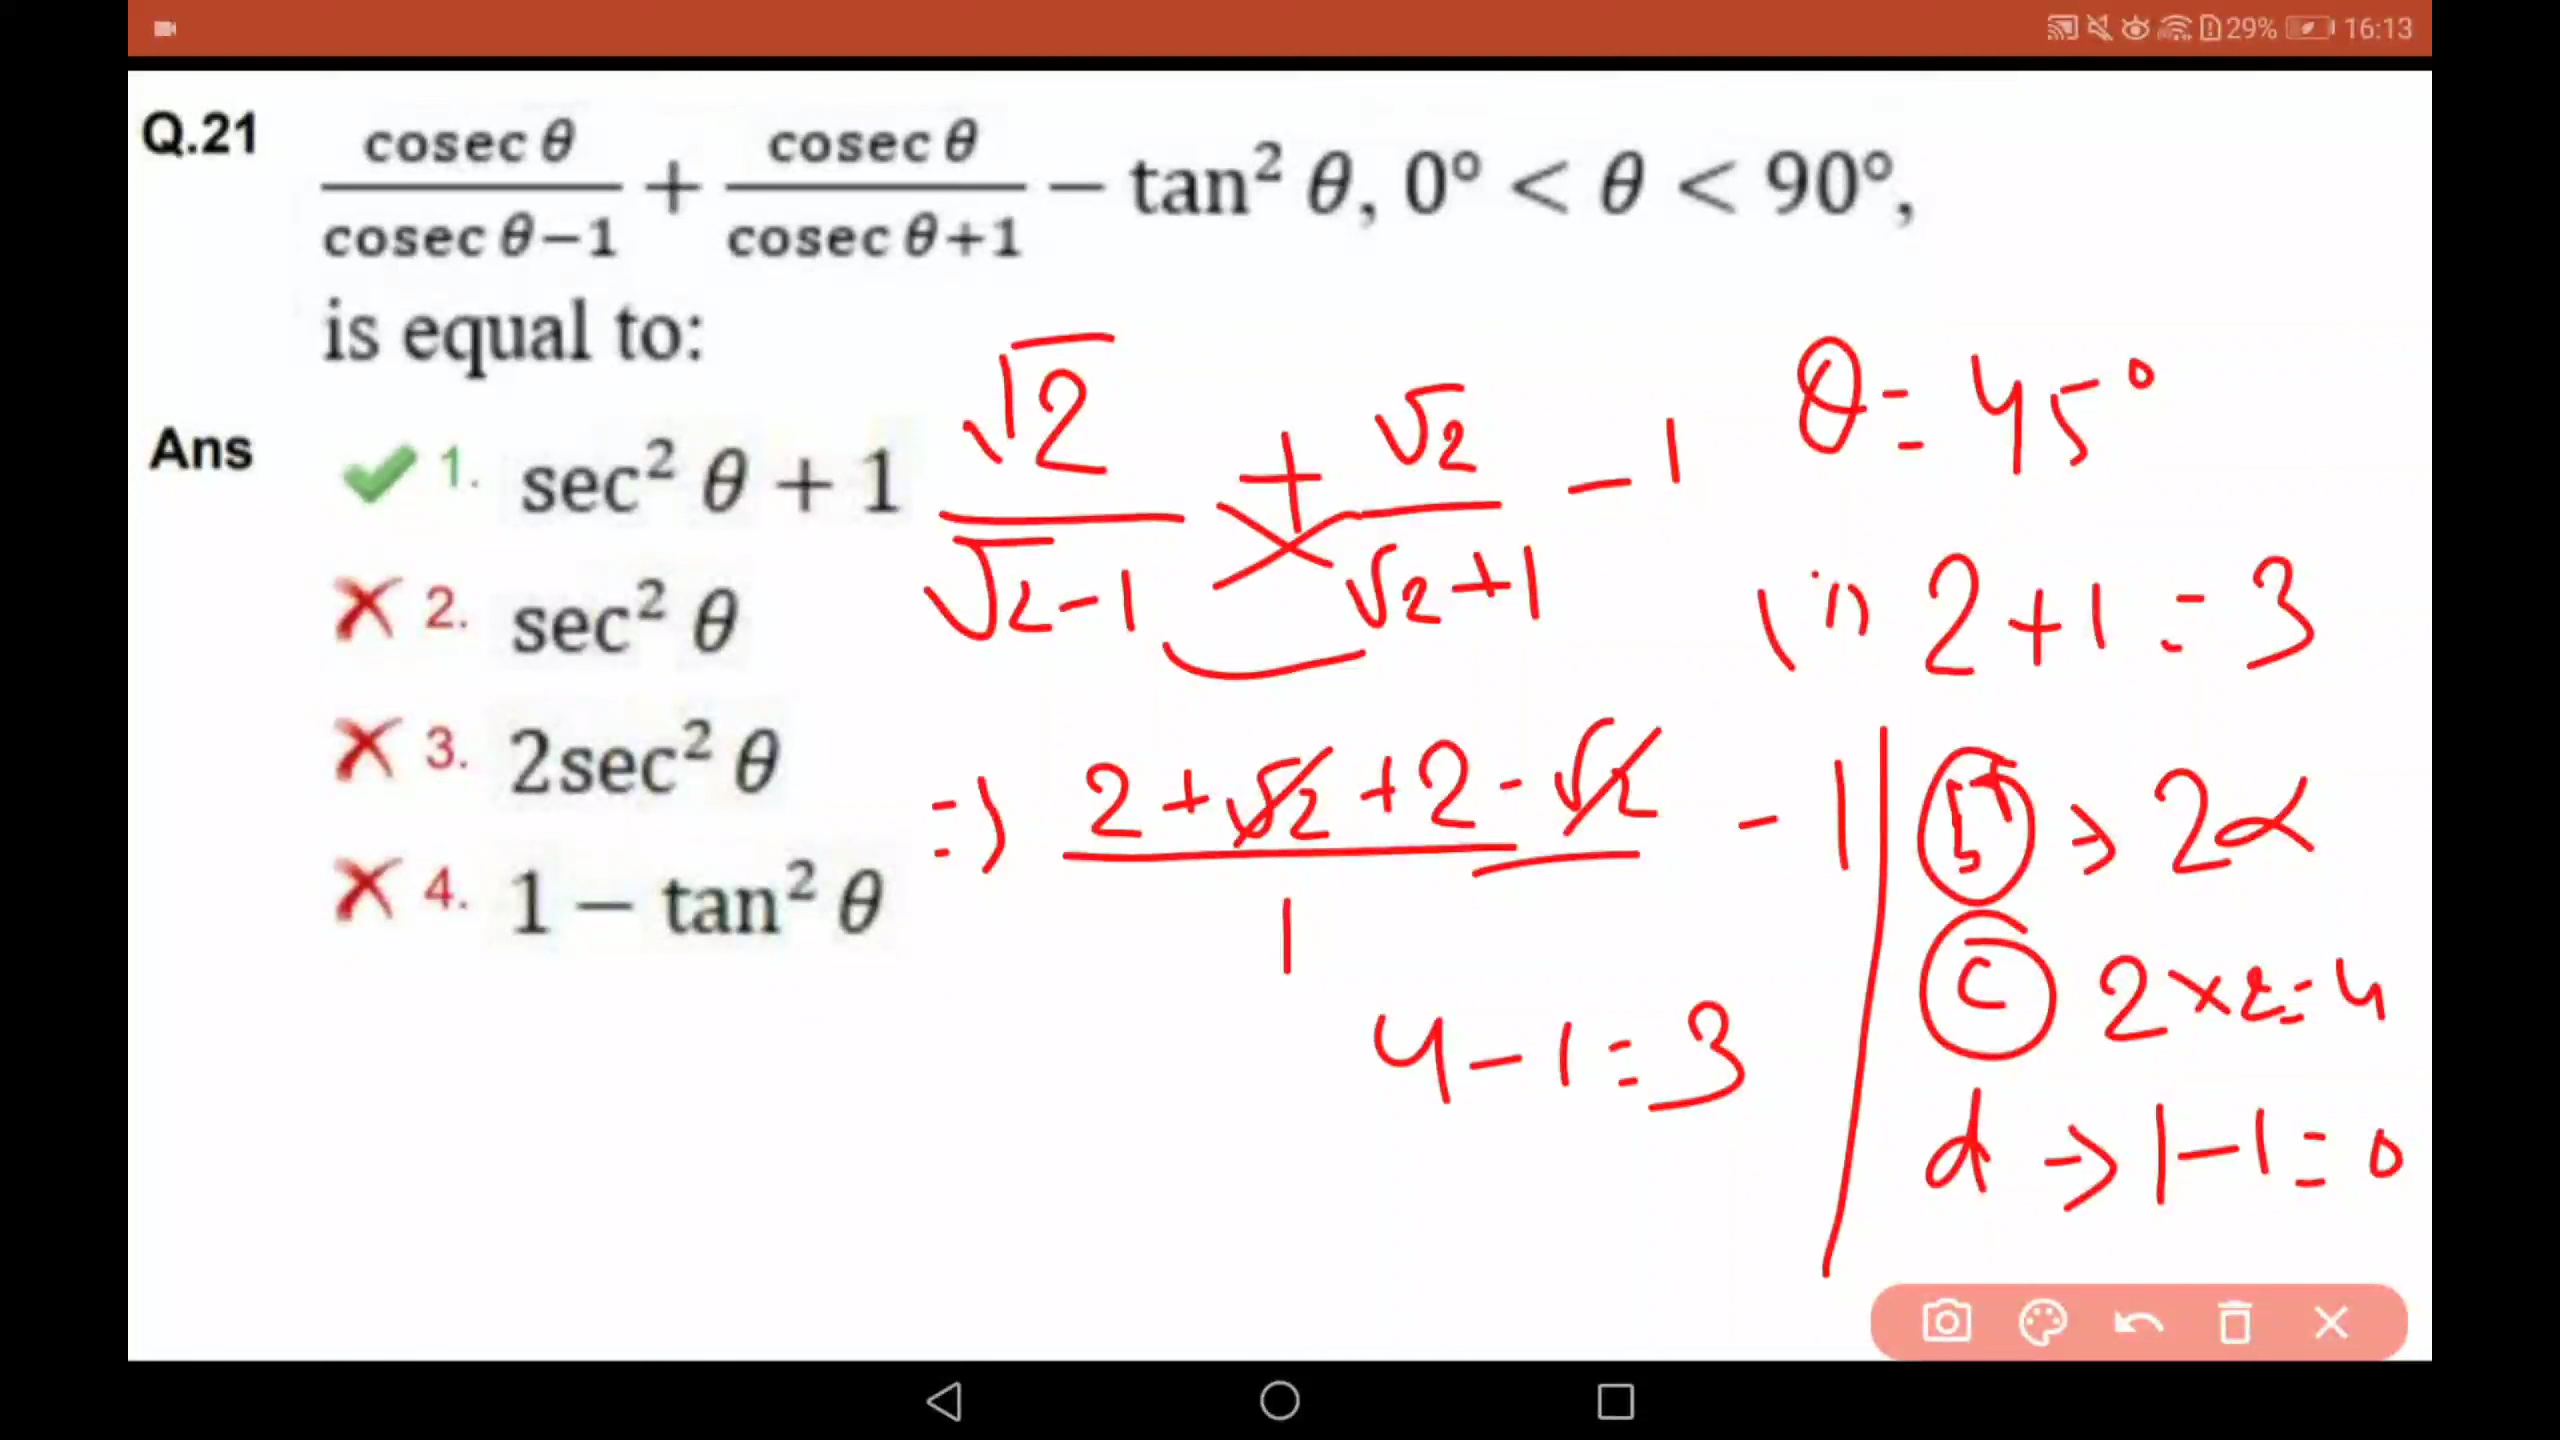 29% 16:13
Q.21 cosec θ / cosec θ−1 + cosec θ / cosec θ+1 − tan² θ, 0° < θ < 90°,
is equal to:
Ans 1. sec² θ + 1
2. sec² θ
3. 2sec² θ
4. 1 − tan² θ
θ = 45°
√2 / √2-1 + √2 / √2+1 - 1
2+1 = 3
⇒ 2+√2+2-√2 / 1 - 1
4-1=3
→ 2
C 2×2=4
d → 1-1=0